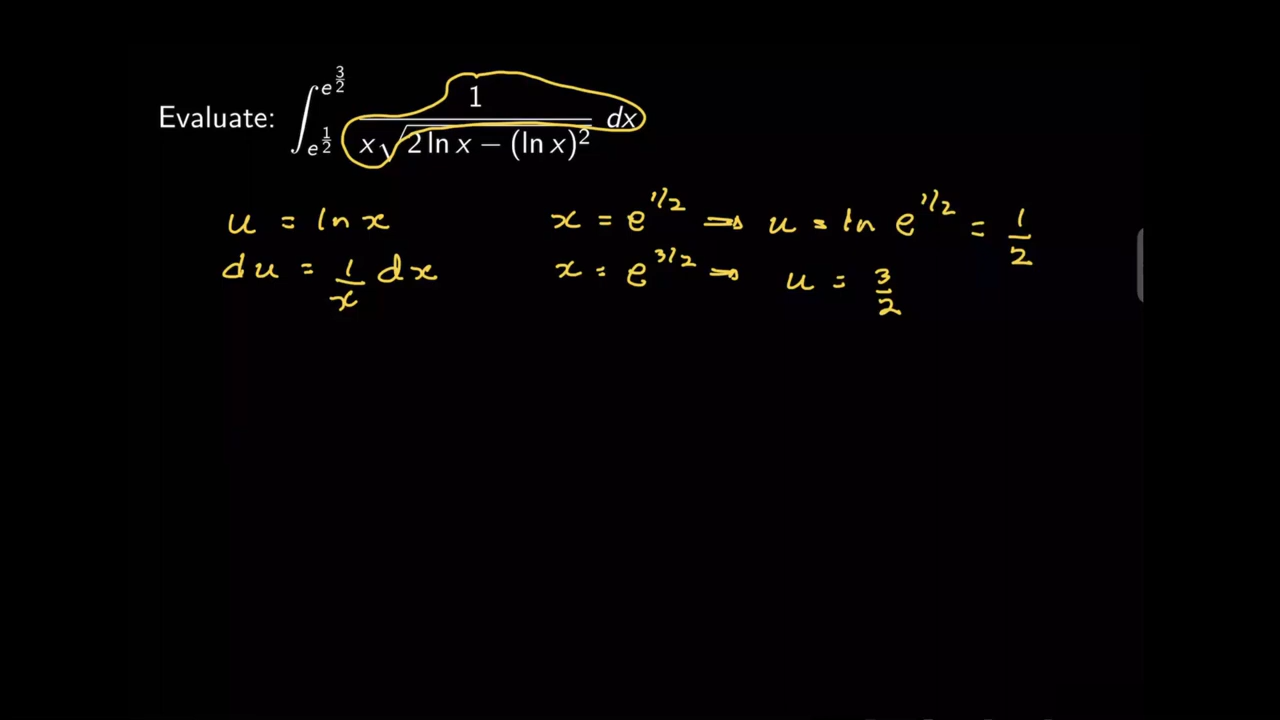 Evaluate: ∫_{e^{1/2}}^{e^{3/2}} 1/(x√(2 ln x − (ln x)²)) dx
u = ln x    x = e^{1/2} ⇒ u = ln e^{1/2} = 1/2
du = 1/x dx    x = e^{3/2} ⇒ u = 3/2